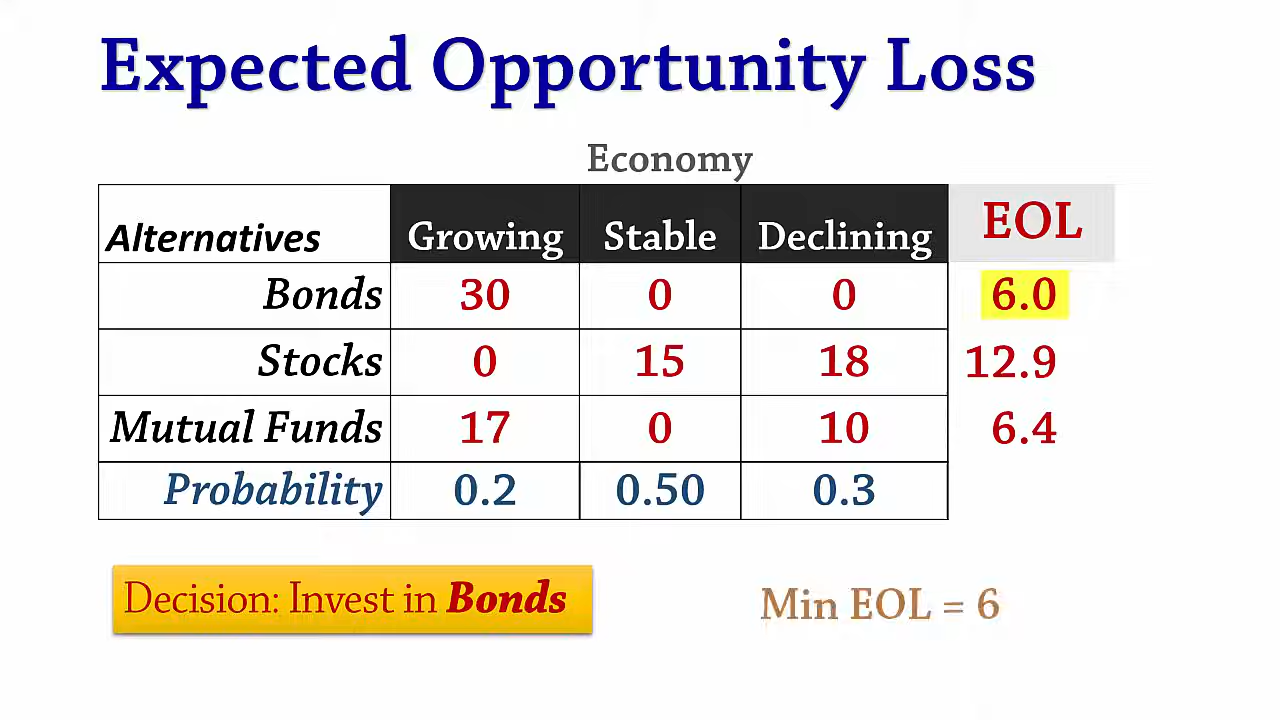 Expected Opportunity Loss
Economy
Alternatives Growing Stable Declining EOL
Bonds 30 0 0 6.0
Stocks 0 15 18 12.9
Mutual Funds 17 0 10 6.4
Probability 0.2 0.50 0.3
Decision: Invest in Bonds
Min EOL = 6